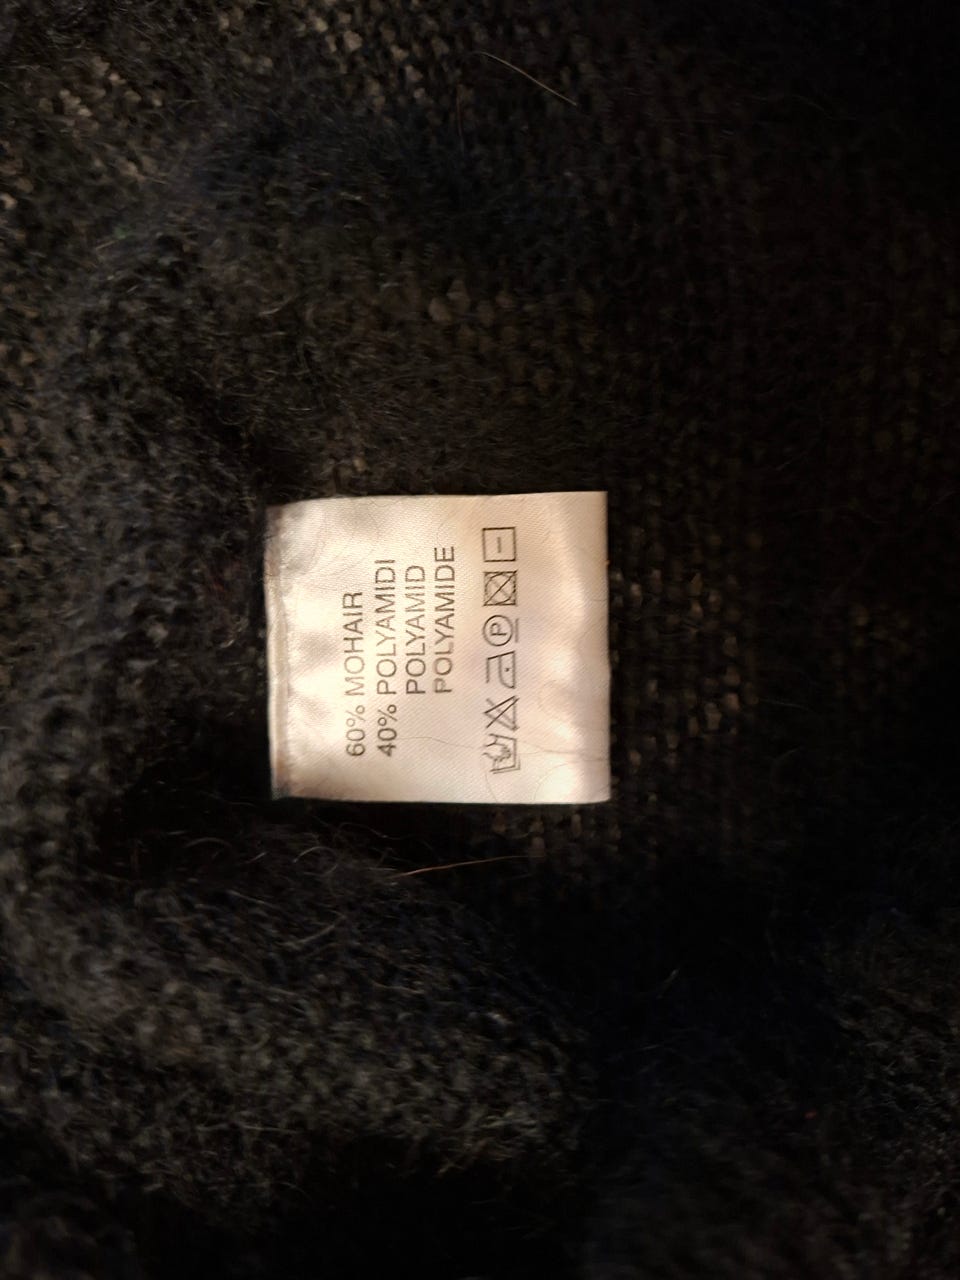 60% MOHAIR
40% POLYAMIDI
POLYAMID
POLYAMIDE
P